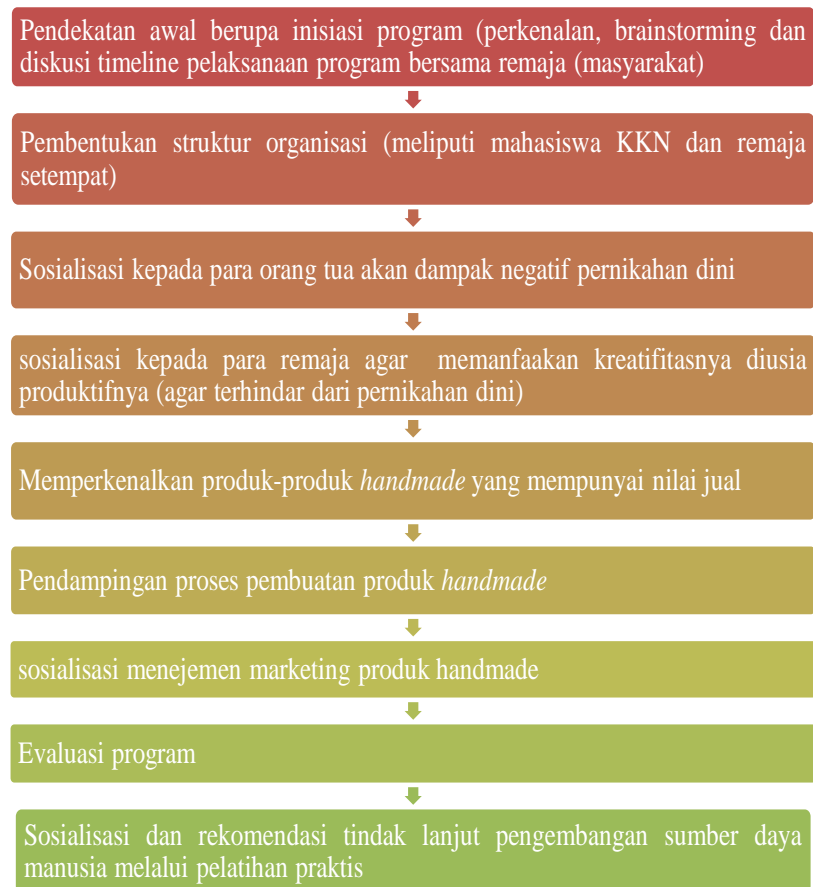 Pendekatan awal berupa inisiasi program (perkenalan, brainstorming dan
diskusi timeline pelaksanaan program bersama remaja (masyarakat)
Pembentukan struktur organisasi (meliputi mahasiswa KKN dan remaja
setempat)
Sosialisasi kepada para orang tua akan dampak negatif pernikahan dini
sosialisasi kepada para remaja agar memanfaakan kreatifitasnya diusia
produktifnya (agar terhindar dari pernikahan dini)
Memperkenalkan produk-produk handmade yang mempunyai nilai jual
Pendampingan proses pembuatan produk handmade
sosialisasi menejemen marketing produk handmade
Evaluasi program
Sosialisasi dan rekomendasi tindak lanjut pengembangan sumber daya
manusia melalui pelatihan praktis